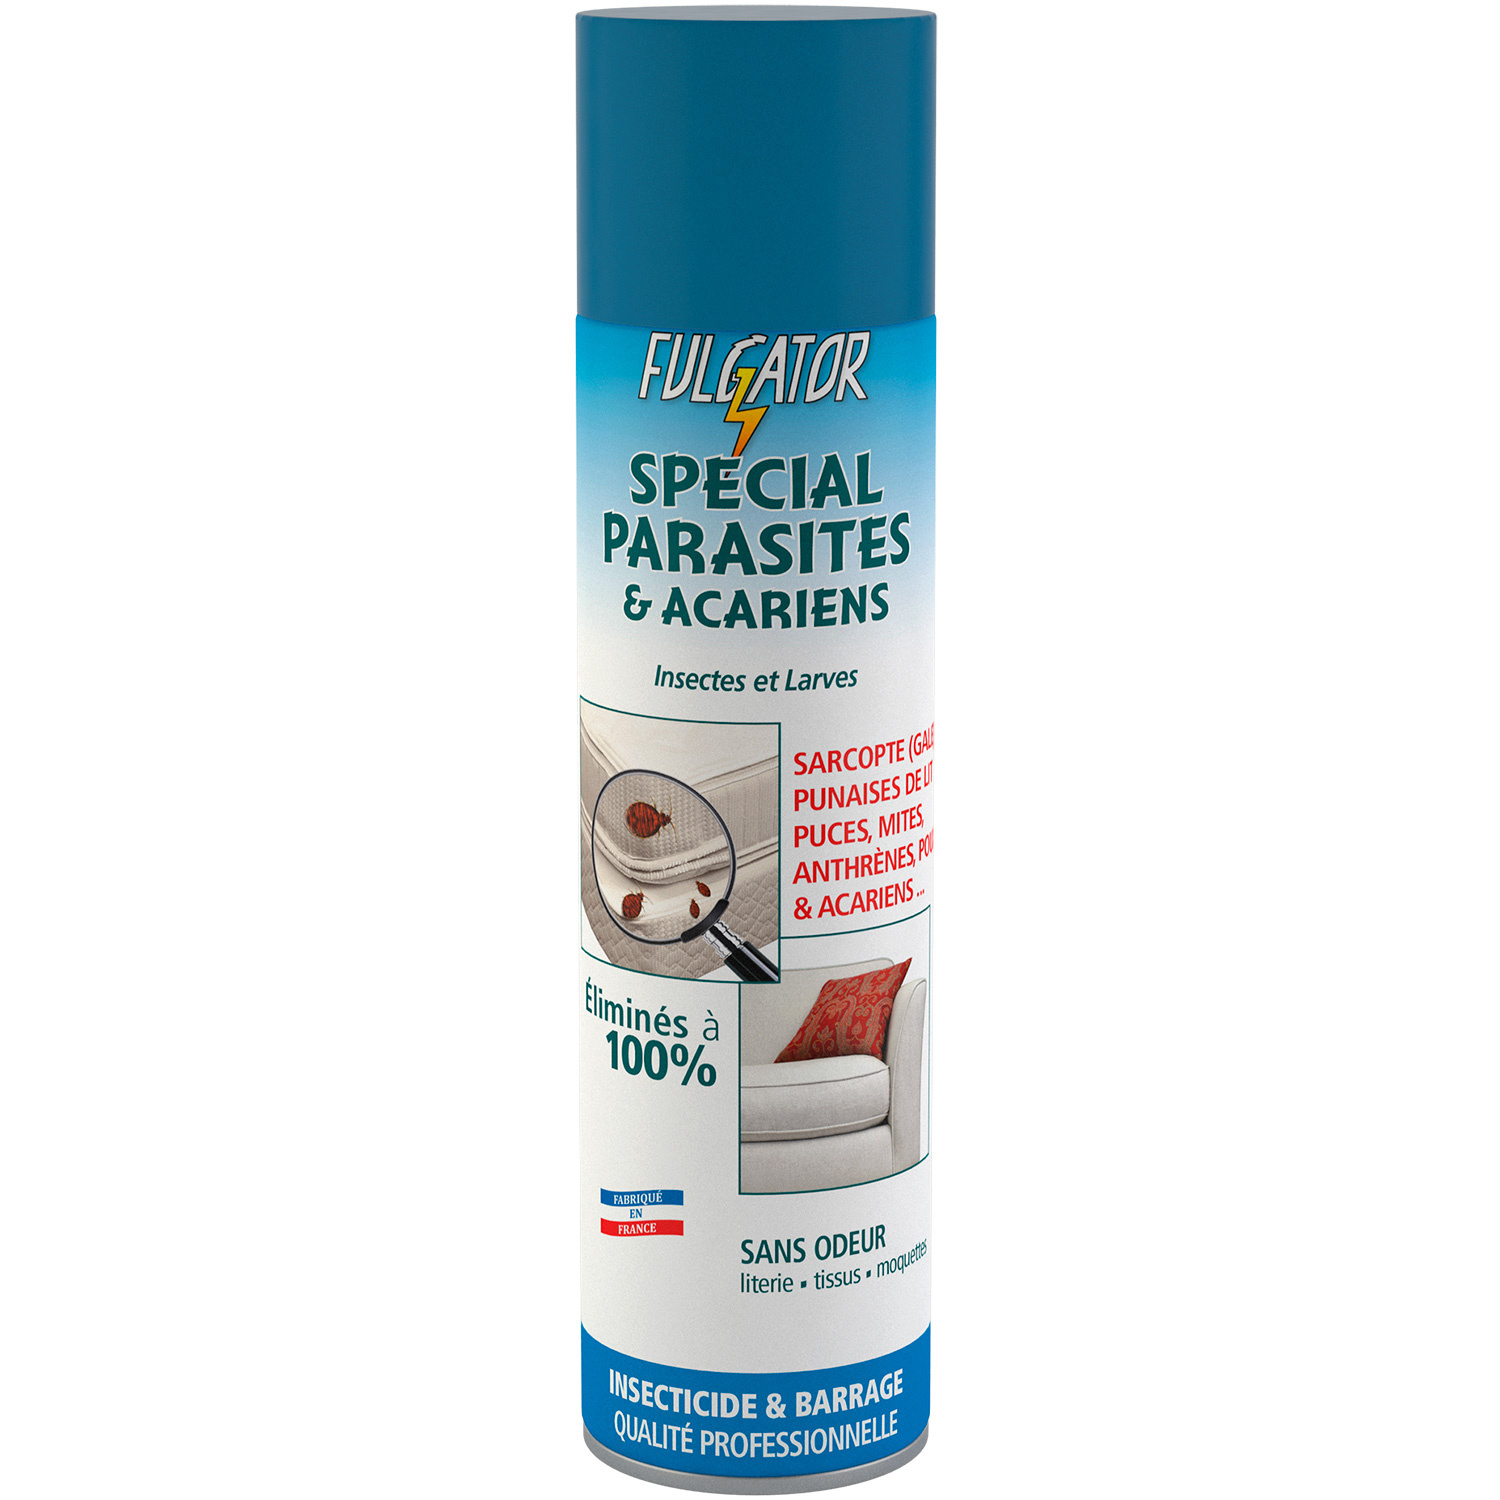 FULGATOR
SPÉCIAL
PARASITES
& ACARIENS
Insectes et Larves
SARCOPTE
PUNAISES DE LIT
PUCES, MITES,
ANTHRÈNES,
& ACARIENS...
Éliminés à
100%
FABRIQUÉ
EN
FRANCE
SANS ODEUR
literie ▪ tissus ▪ moquettes
INSECTICIDE & BARRAGE
QUALITÉ PROFESSIONNELLE